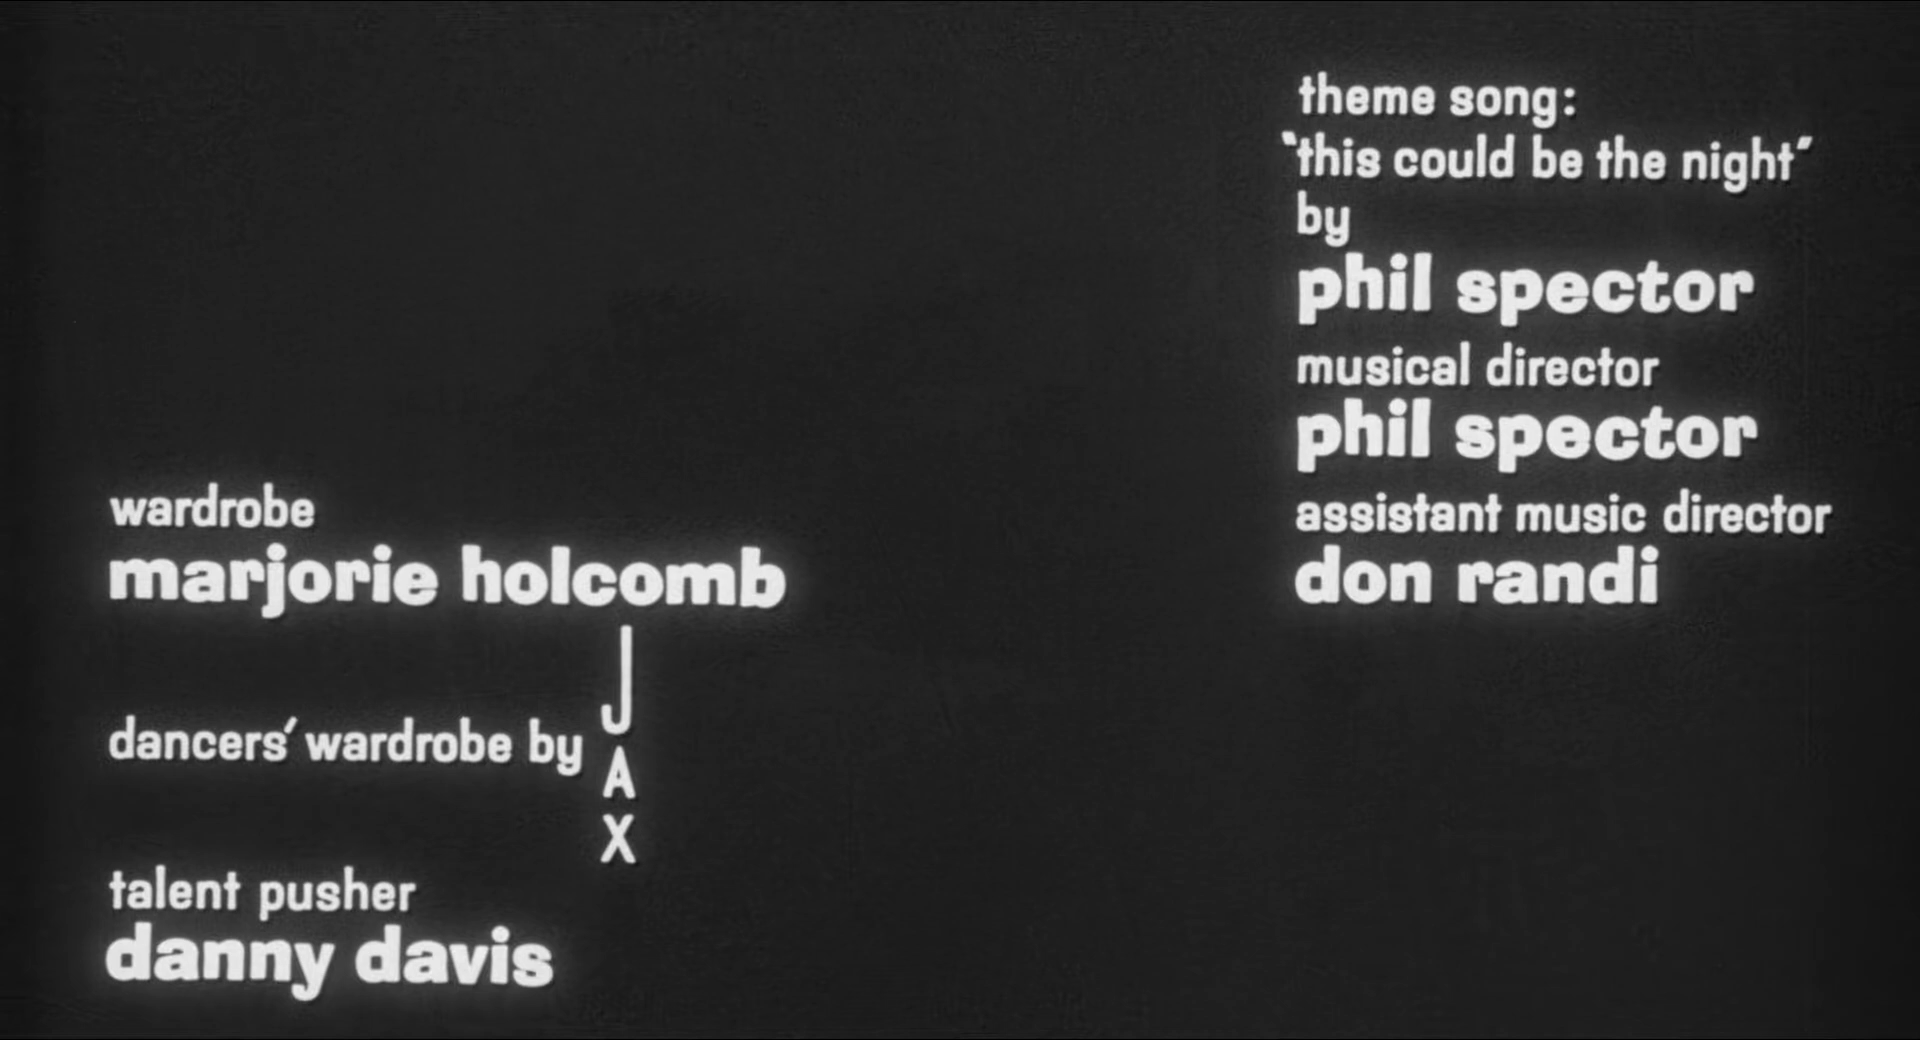 theme song:
"this could be the night"
by
phil spector
musical director
phil spector
assistant music director
don randi
wardrobe
marjorie holcomb
dancers' wardrobe by JAX
talent pusher
danny davis